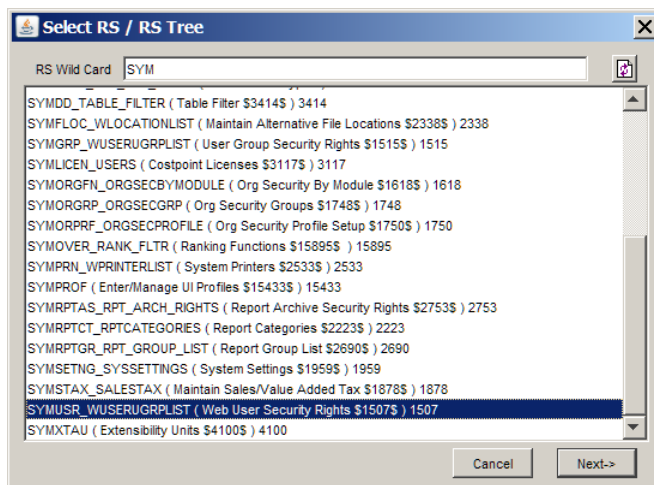 Select RS / RS Tree
RS Wild Card SYM
SYMDD_TABLE_FILTER ( Table Filter $3414$ ) 3414
SYMFLOC_WLOCATIONLIST ( Maintain Alternative File Locations $2338$ ) 2338
SYMGRP_WUSERUGRPLIST ( User Group Security Rights $1515$ ) 1515
SYMLICEN_USERS ( Costpoint Licenses $3117$ ) 3117
SYMORGFN_ORGSECBYMODULE ( Org Security By Module $1618$ ) 1618
SYMORGRP_ORGSECGRP ( Org Security Groups $1748$ ) 1748
SYMORPRF_ORGSECPROFILE ( Org Security Profile Setup $1750$ ) 1750
SYMOVER_RANK_FLTR ( Ranking Functions $15895$  ) 15895
SYMPRN_WPRINTERLIST ( System Printers $2533$ ) 2533
SYMPROF ( Enter/Manage UI Profiles $15433$ ) 15433
SYMRPTAS_RPT_ARCH_RIGHTS ( Report Archive Security Rights $2753$ ) 2753
SYMRPTCT_RPTCATEGORIES ( Report Categories $2223$ ) 2223
SYMRPTGR_RPT_GROUP_LIST ( Report Group List $2690$ ) 2690
SYMSETNG_SYSSETTINGS ( System Settings $1959$ ) 1959
SYMSTAX_SALESTAX ( Maintain Sales/Value Added Tax $1878$ ) 1878
SYMUSR_WUSERUGRPLIST ( Web User Security Rights $1507$ ) 1507
SYMXTAU ( Extensibility Units $4100$ ) 4100
Cancel Next->